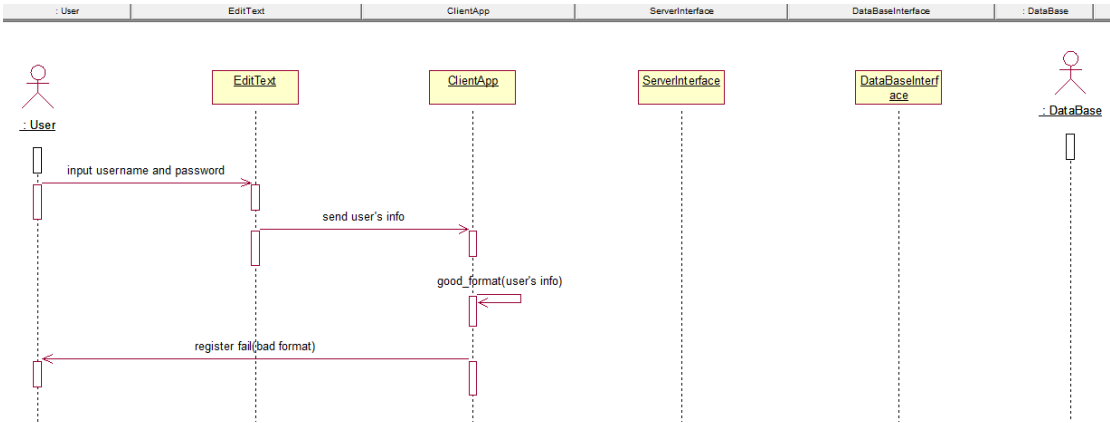 : User
EditText
ClientApp
ServerInterface
DataBaseInterface
: DataBase
EditText
ClientApp
ServerInterface
DataBaseInterf
ace
: User
: DataBase
input username and password
send user's info
good_format(user's info)
register fail(bad format)